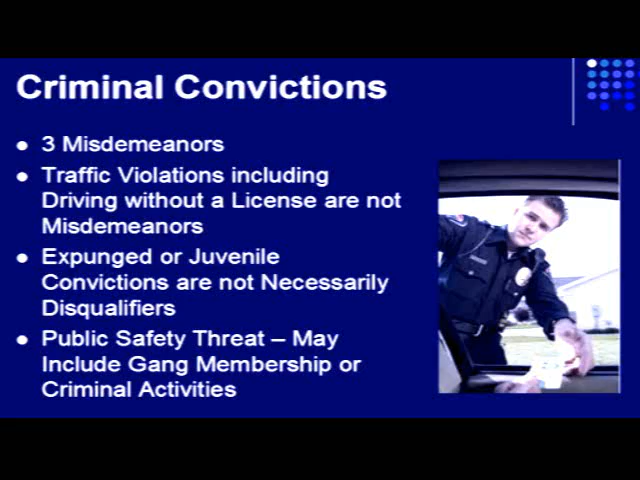 Criminal Convictions
● 3 Misdemeanors
● Traffic Violations including
Driving without a License are not
Misdemeanors
● Expunged or Juvenile
Convictions are not Necessarily
Disqualifiers
● Public Safety Threat – May
Include Gang Membership or
Criminal Activities